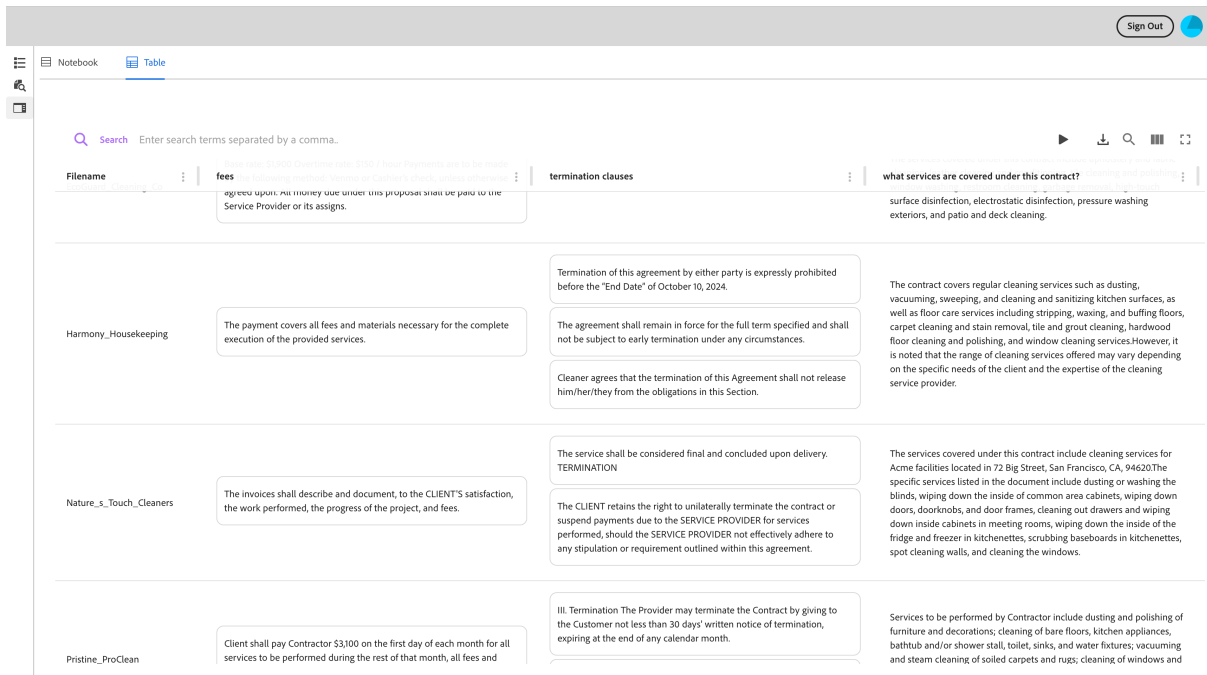 Sign Out
Notebook
Table
Search Enter search terms separated by a comma..
Filename
fees
termination clauses
what services are covered under this contract?
agreed upon. All money due under this proposal shall be paid to the
Service Provider or its assigns.
surface disinfection, electrostatic disinfection, pressure washing
exteriors, and patio and deck cleaning.
Harmony_Housekeeping
The payment covers all fees and materials necessary for the complete
execution of the provided services.
Termination of this agreement by either party is expressly prohibited
before the "End Date" of October 10, 2024.
The agreement shall remain in force for the full term specified and shall
not be subject to early termination under any circumstances.
Cleaner agrees that the termination of this Agreement shall not release
him/her/they from the obligations in this Section.
The contract covers regular cleaning services such as dusting,
vacuuming, sweeping, and cleaning and sanitizing kitchen surfaces, as
well as floor care services including stripping, waxing, and buffing floors,
carpet cleaning and stain removal, tile and grout cleaning, hardwood
floor cleaning and polishing, and window cleaning services.However, it
is noted that the range of cleaning services offered may vary depending
on the specific needs of the client and the expertise of the cleaning
service provider.
Nature_s_Touch_Cleaners
The invoices shall describe and document, to the CLIENT'S satisfaction,
the work performed, the progress of the project, and fees.
The service shall be considered final and concluded upon delivery.
TERMINATION
The CLIENT retains the right to unilaterally terminate the contract or
suspend payments due to the SERVICE PROVIDER for services
performed, should the SERVICE PROVIDER not effectively adhere to
any stipulation or requirement outlined within this agreement.
The services covered under this contract include cleaning services for
Acme facilities located in 72 Big Street, San Francisco, CA, 94620.The
specific services listed in the document include dusting or washing the
blinds, wiping down the inside of common area cabinets, wiping down
doors, doorknobs, and door frames, cleaning out drawers and wiping
down inside cabinets in meeting rooms, wiping down the inside of the
fridge and freezer in kitchenettes, scrubbing baseboards in kitchenettes,
spot cleaning walls, and cleaning the windows.
Pristine_ProClean
Client shall pay Contractor $3,100 on the first day of each month for all
services to be performed during the rest of that month, all fees and
III. Termination The Provider may terminate the Contract by giving to
the Customer not less than 30 days' written notice of termination,
expiring at the end of any calendar month.
Services to be performed by Contractor include dusting and polishing of
furniture and decorations; cleaning of bare floors, kitchen appliances,
bathtub and/or shower stall, toilet, sinks, and water fixtures; vacuuming
and steam cleaning of soiled carpets and rugs; cleaning of windows and